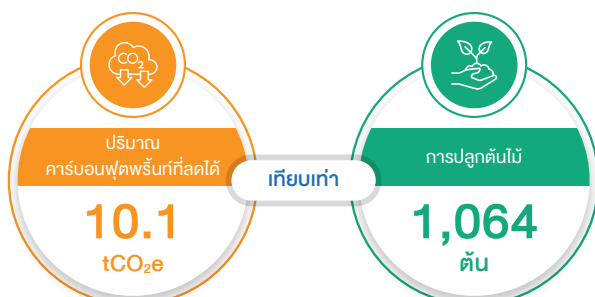 CO₂
ปริมาณ
คาร์บอนฟุตพริ้นท์ที่ลดได้
10.1
tCO₂e
เทียบเท่า
การปลูกต้นไม้
1,064
ต้น